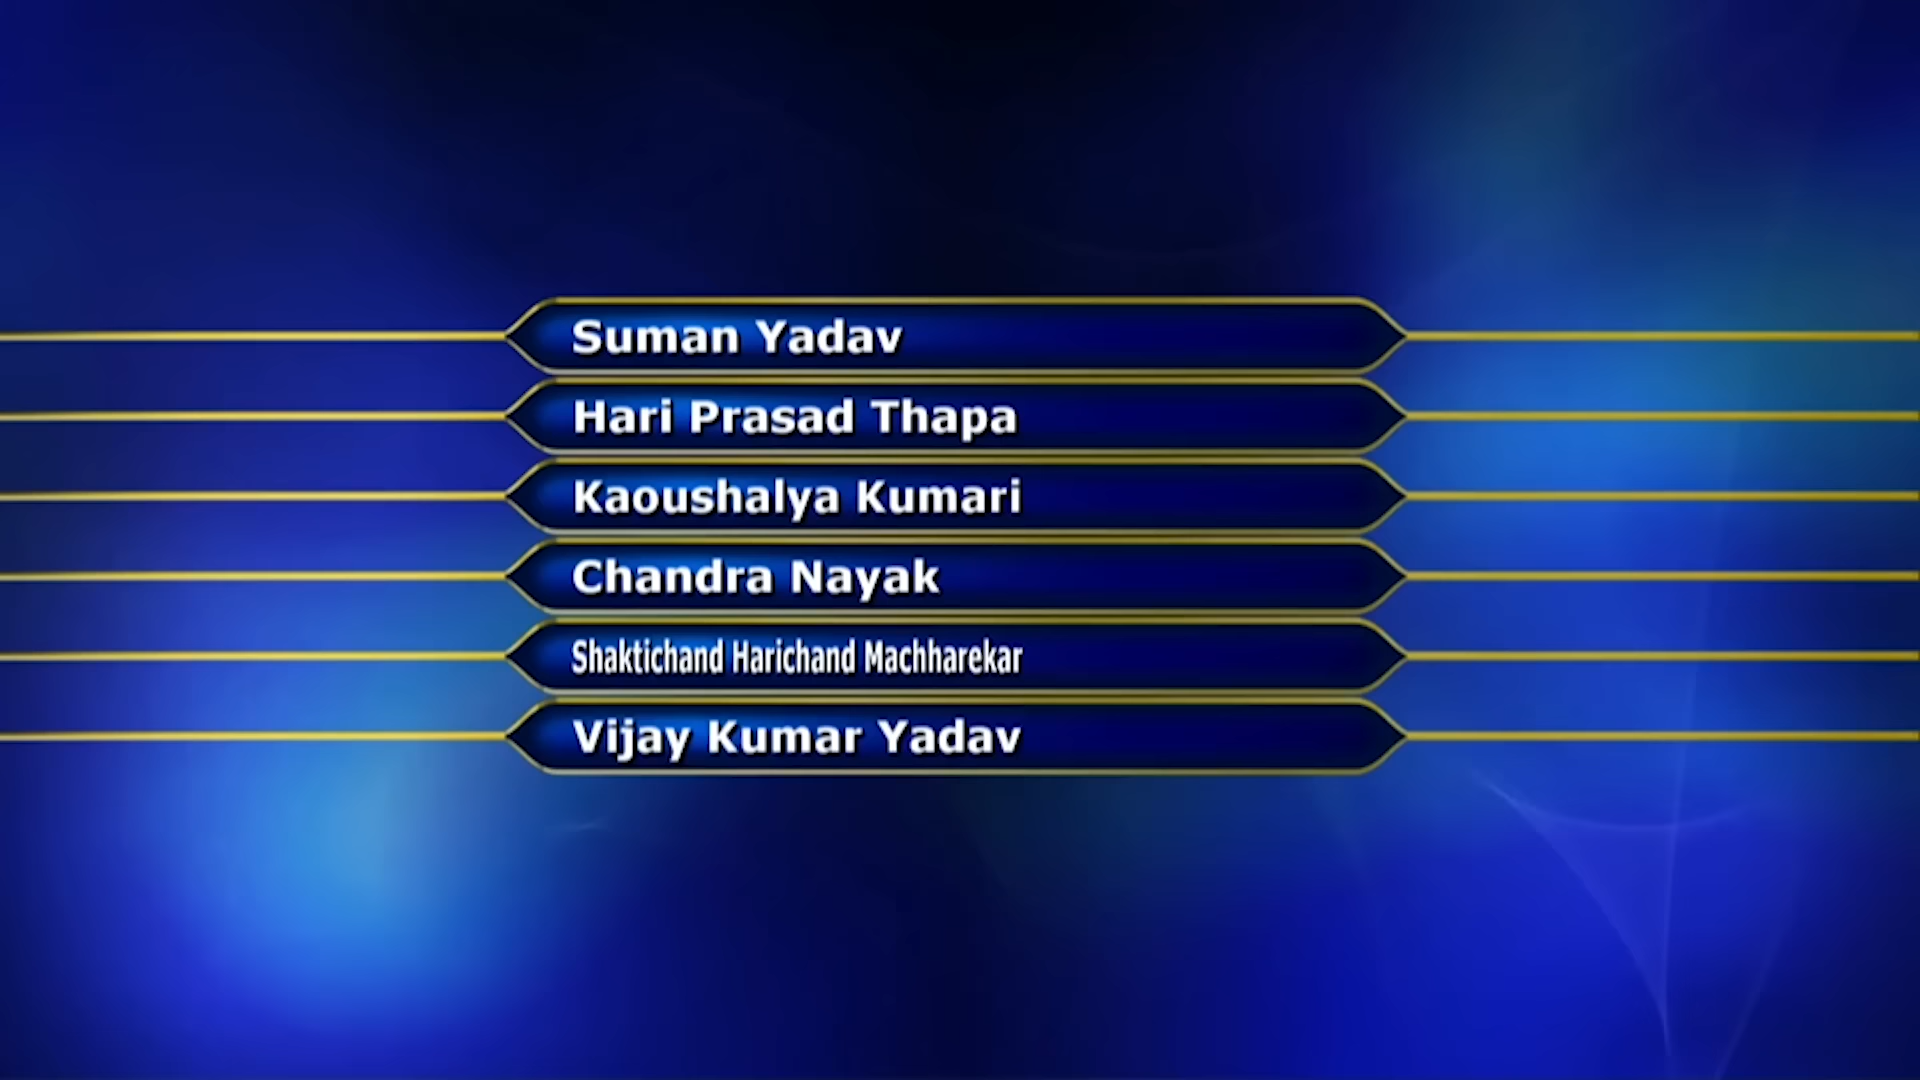 Suman Yadav
Hari Prasad Thapa
Kaoushalya Kumari
Chandra Nayak
Shaktichand Harichand Machharekar
Vijay Kumar Yadav